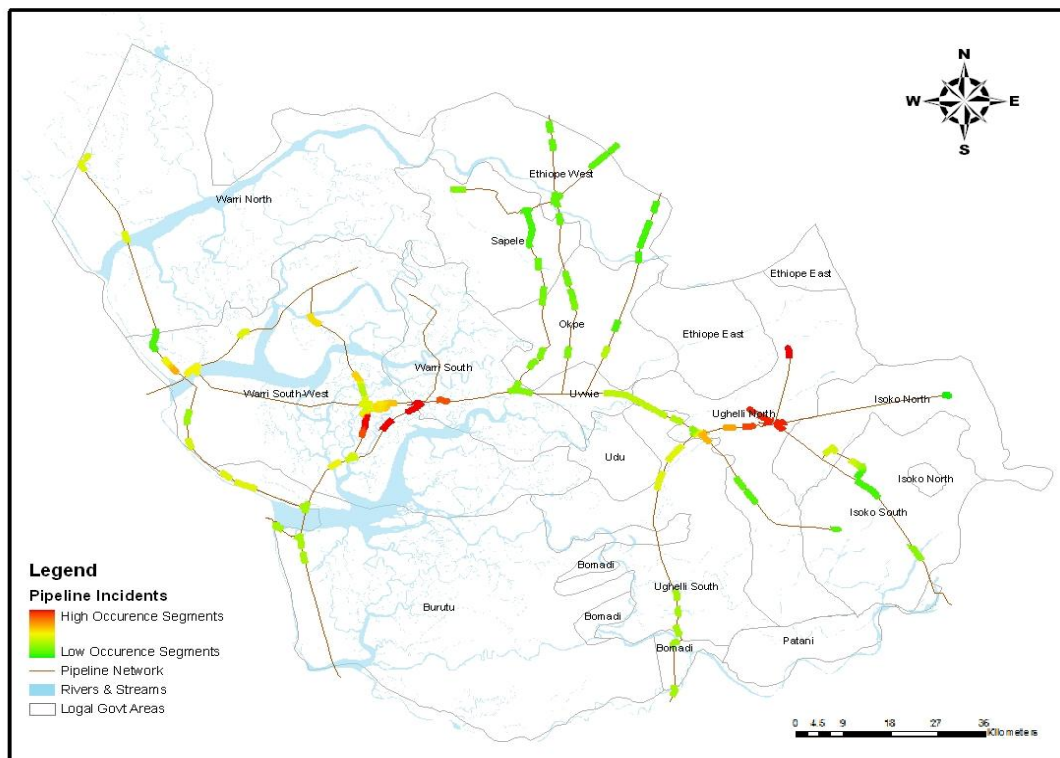 N
W E
S
Ethiope West
Warri North
Sapele
Ethiope East
Okpe
Ethiope East
Warri South
Warri South-West
Uvwie
Ughelli North
Isoko North
Udu
Isoko North
Isoko South
Bomadi
Ughelli South
Burutu
Bomadi
Patani
Bomadi
Legend
Pipeline Incidents
High Occurence Segments
Low Occurence Segments
Pipeline Network
Rivers & Streams
Logal Govt Areas
0 4.5 9 18 27 36
Kilometers